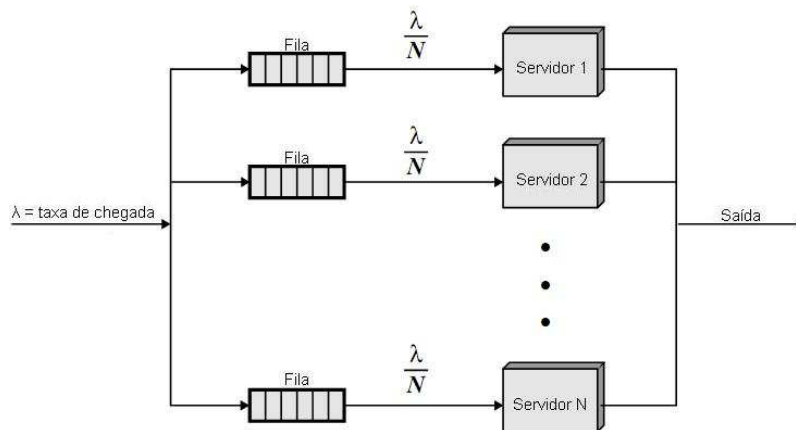 Fila
λ/N
Servidor 1
Fila
λ/N
Servidor 2
λ = taxa de chegada
Saída
Fila
λ/N
Servidor N